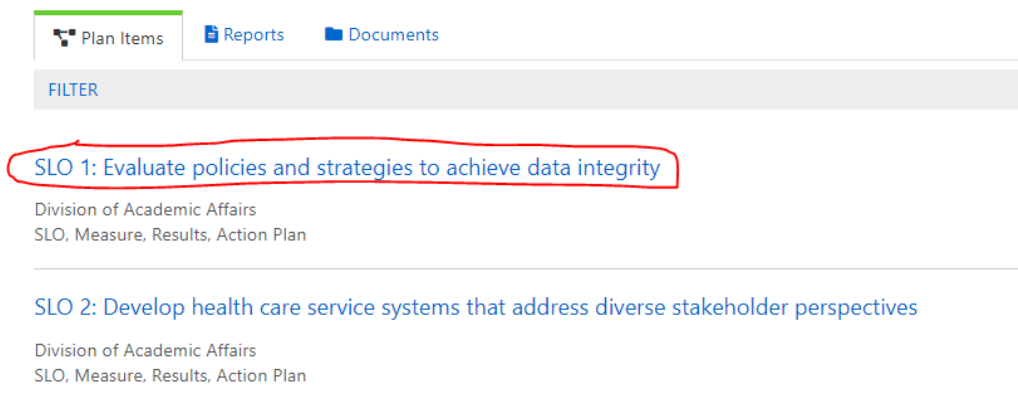 Plan Items Reports Documents
FILTER
SLO 1: Evaluate policies and strategies to achieve data integrity
Division of Academic Affairs
SLO, Measure, Results, Action Plan
SLO 2: Develop health care service systems that address diverse stakeholder perspectives
Division of Academic Affairs
SLO, Measure, Results, Action Plan